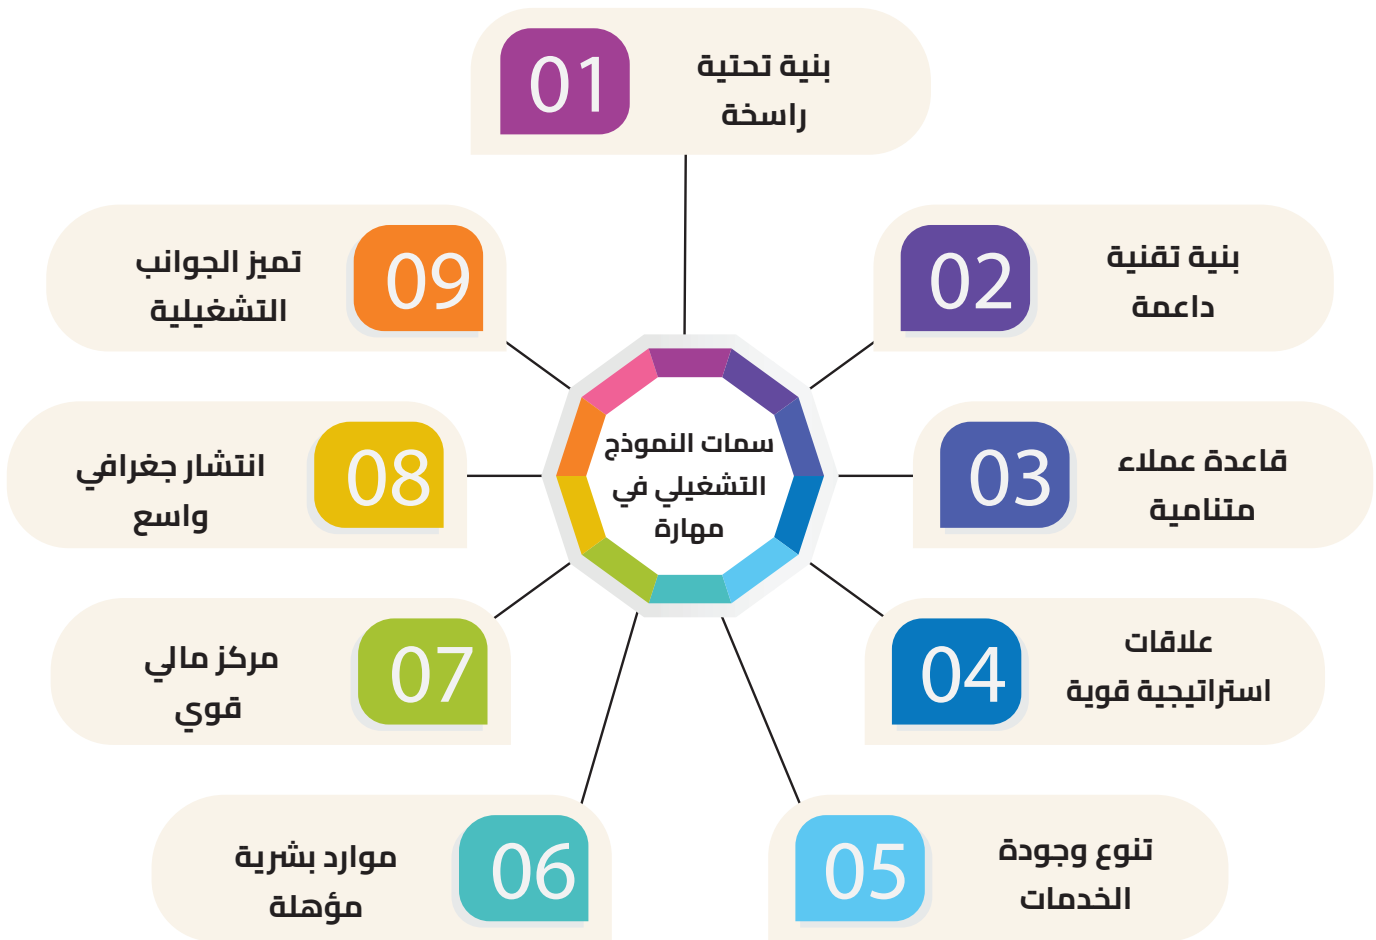 01
بنية تحتية
راسخة
02
بنية تقنية
داعمة
03
قاعدة عملاء
متنامية
04
علاقات
استراتيجية قوية
05
تنوع وجودة
الخدمات
06
موارد بشرية
مؤهلة
07
مركز مالي
قوي
08
انتشار جغرافي
واسع
09
تميز الجوانب
التشغيلية
سمات النموذج
التشغيلي في
مهارة